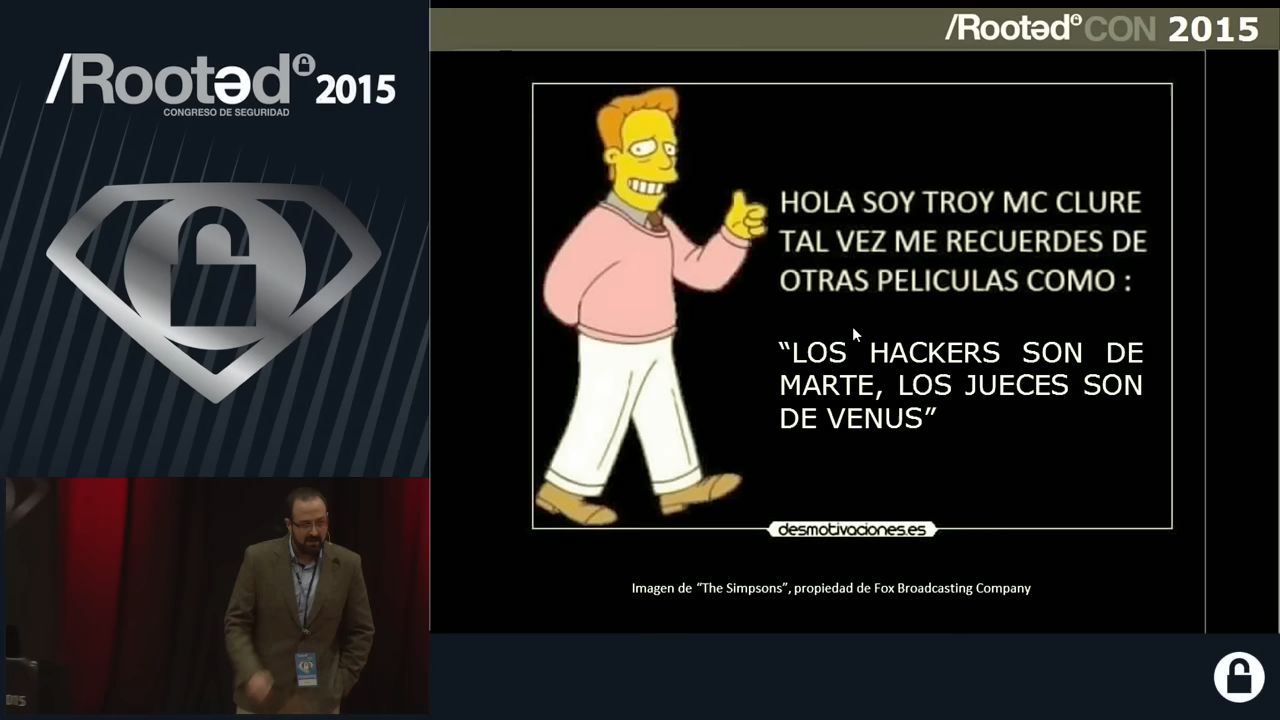 /Rooted 2015
CONGRESO DE SEGURIDAD
/Rooted CON 2015
HOLA SOY TROY MC CLURE
TAL VEZ ME RECUERDES DE
OTRAS PELICULAS COMO :
“LOS HACKERS SON DE
MARTE, LOS JUECES SON
DE VENUS”
desmotivaciones.es
Imagen de “The Simpsons”, propiedad de Fox Broadcasting Company